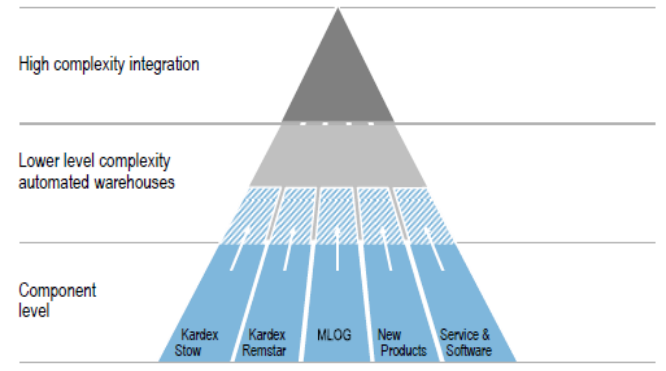 High complexity integration
Lower level complexity
automated warehouses
Component
level
Kardex
Stow
Kardex
Remstar
MLOG
New
Products
Service &
Software